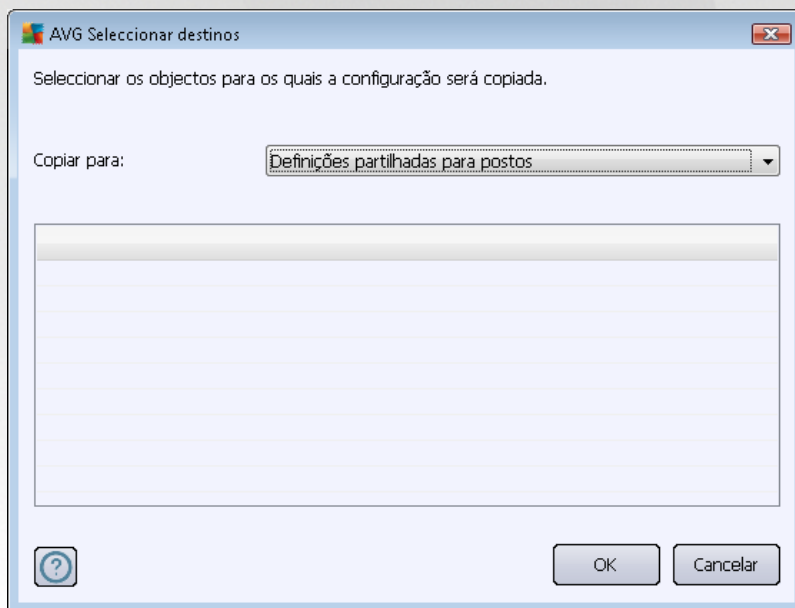 AVG Seleccionar destinos
Seleccionar os objectos para os quais a configuração será copiada.
Copiar para:
Definições partilhadas para postos
OK
Cancelar